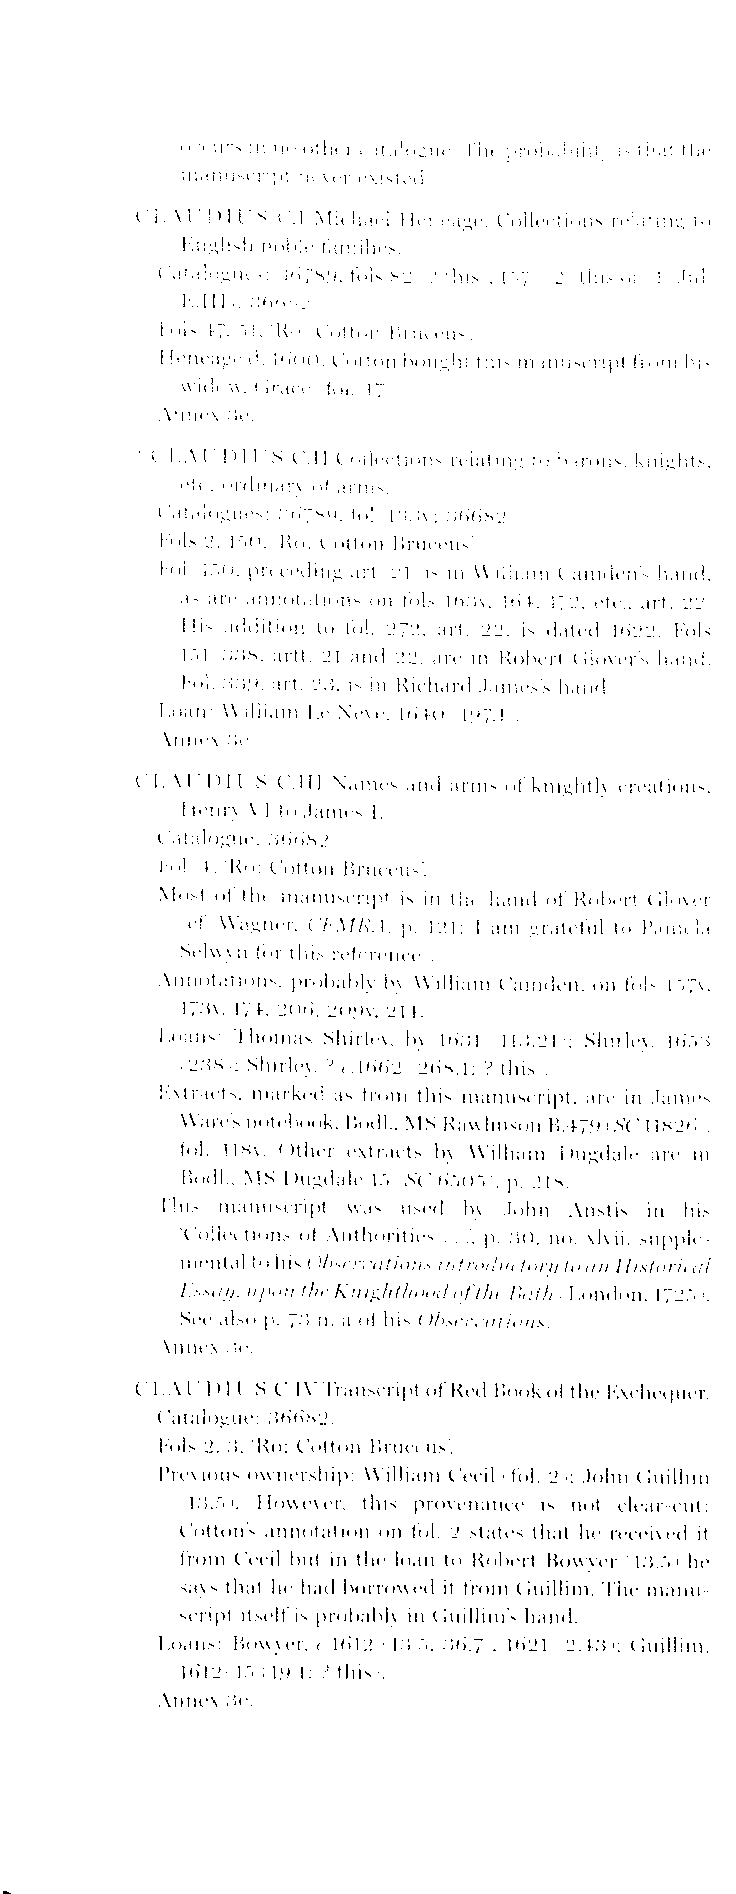 occurs in no other catalogue. The probability is that the
manuscript never existed.
CLAUDIUS C.I Michael Heneage, Collections relating to
English noble families.
Catalogues: 36789, fols 82 this
E.III 36682
Fols 47, 51, 'Ro: Cotton Bruceus'.
Heneage d. 1600. Cotton bought this manuscript from his
widow, Grace fol. 47
Annex 3e.
CLAUDIUS C.II Collections relating to barons, knights,
etc. ordinary of arms.
Catalogues: 36789, fol. 133v; 36682
Fols 2, 150, 'Ro: Cotton Bruceus'
Fol. 150, preceding art. 21, is in William Camden's hand,
as are annotations on fols 163v, 164, 172, etc., art. 22.
His addition to fol. 272, art. 22, is dated 1622. Fols
151–338, artt. 21 and 22, are in Robert Glover's hand.
Fol. 339, art. 23, is in Richard James's hand
Loan: William Le Neve, 1640
Annex 3e
CLAUDIUS C.III Names and arms of knightly creations,
Henry VI to James I.
Catalogue: 36682
Fol. 4, 'Ro: Cotton Bruceus'.
Most of the manuscript is in the hand of Robert Glover
(cf. Wagner, CEMRA, p. 121; I am grateful to Pamela
Selwyn for this reference).
Annotations, probably by William Camden, on fols 157v,
173v, 174, 206, 209v, 214.
Loans: Thomas Shirley, by 1631 (113.21); Shirley, 1653
(238); Shirley, ? c.1662 (268.1: ? this).
Extracts, marked as from this manuscript, are in James
Ware's notebook, Bodl., MS Rawlinson B.479 (SC 11826),
fol. 118v. Other extracts by William Dugdale are in
Bodl., MS Dugdale 15 (SC 6505), p. 218.
This manuscript was used by John Anstis in his
'Collections of Authorities . . .', p. 30, no. xlvii, supple-
mental to his Observations introductory to an Historical
Essay, upon the Knighthood of the Bath (London, 1725).
See also p. 73 n. a of his Observations.
Annex 3e.
CLAUDIUS C.IV Transcript of Red Book of the Exchequer.
Catalogue: 36682.
Fols 2, 3, 'Ro: Cotton Bruceus'.
Previous ownership: William Cecil (fol. 2); John Guillim
(13.5). However, this provenance is not clear-cut:
Cotton's annotation on fol. 2 states that he received it
from Cecil but in the loan to Robert Bowyer (13.5) he
says that he had borrowed it from Guillim. The manu-
script itself is probably in Guillim's hand.
Loans: Bowyer, c.1612 (13.5, 36.7), 1621 (2.43); Guillim,
1612–15 (49.1: ? this).
Annex 3e.